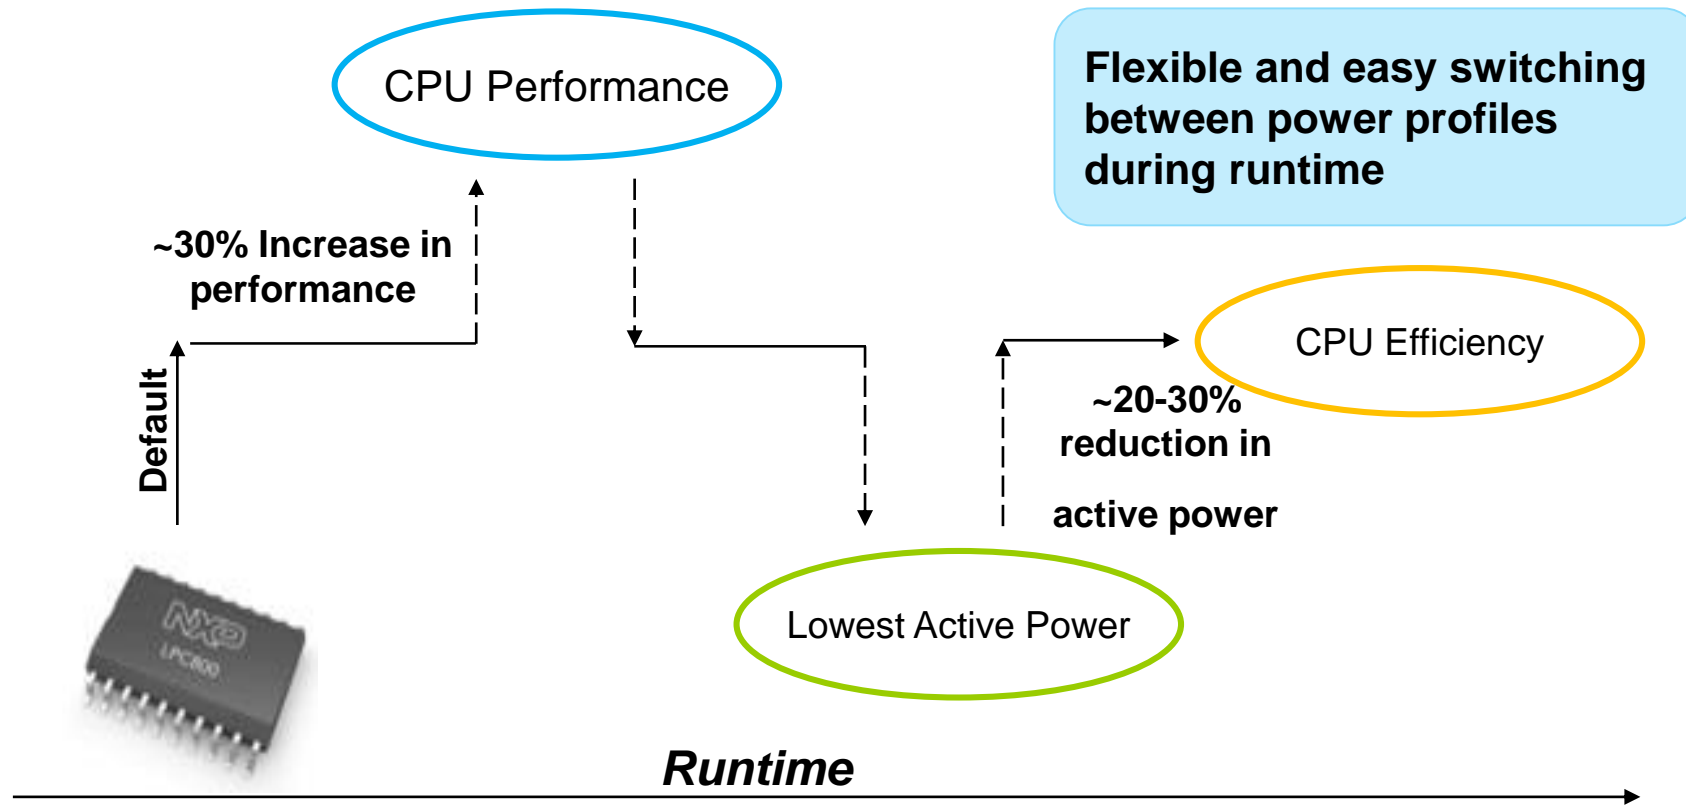 CPU Performance
Flexible and easy switching
between power profiles
during runtime
~30% Increase in
performance
Default
CPU Efficiency
~20-30%
reduction in
active power
Lowest Active Power
NXP
LPC800
Runtime